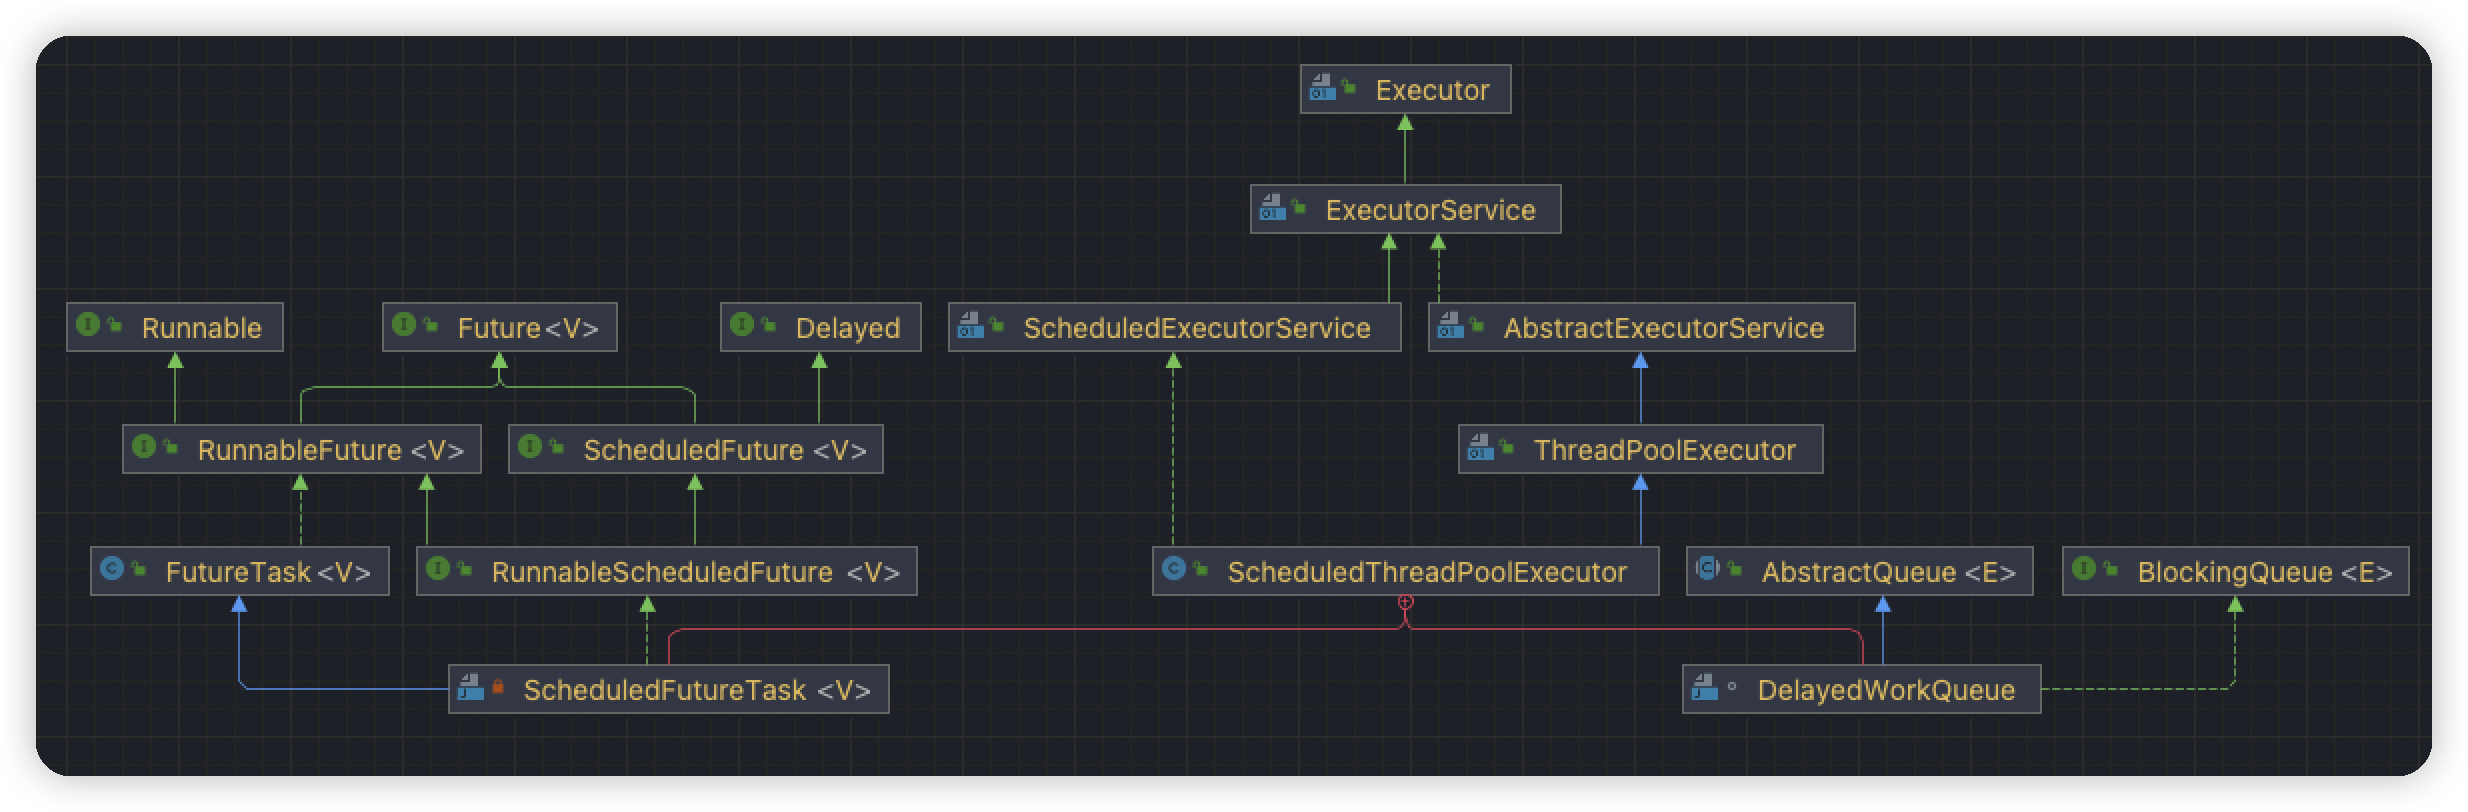 Executor
ExecutorService
Runnable
Future<V>
Delayed
ScheduledExecutorService
AbstractExecutorService
RunnableFuture <V>
ScheduledFuture <V>
ThreadPoolExecutor
FutureTask<V>
RunnableScheduledFuture <V>
ScheduledThreadPoolExecutor
AbstractQueue <E>
BlockingQueue <E>
ScheduledFutureTask <V>
DelayedWorkQueue